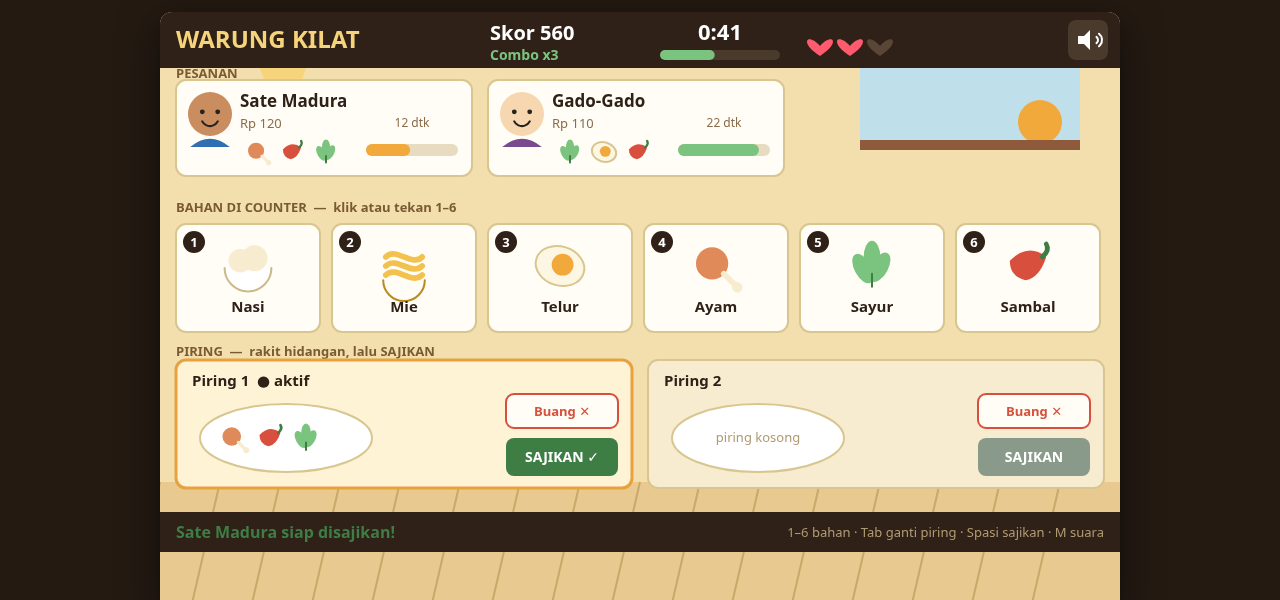 WARUNG KILAT
Skor 560
Combo x3
0:41
PESANAN
Sate Madura
Rp 120
12 dtk
Gado-Gado
Rp 110
22 dtk
BAHAN DI COUNTER — klik atau tekan 1–6
1
Nasi
2
Mie
3
Telur
4
Ayam
5
Sayur
6
Sambal
PIRING — rakit hidangan, lalu SAJIKAN
Piring 1 ● aktif
Buang ✕
SAJIKAN ✓
Piring 2
piring kosong
Buang ✕
SAJIKAN
Sate Madura siap disajikan!
1–6 bahan · Tab ganti piring · Spasi sajikan · M suara